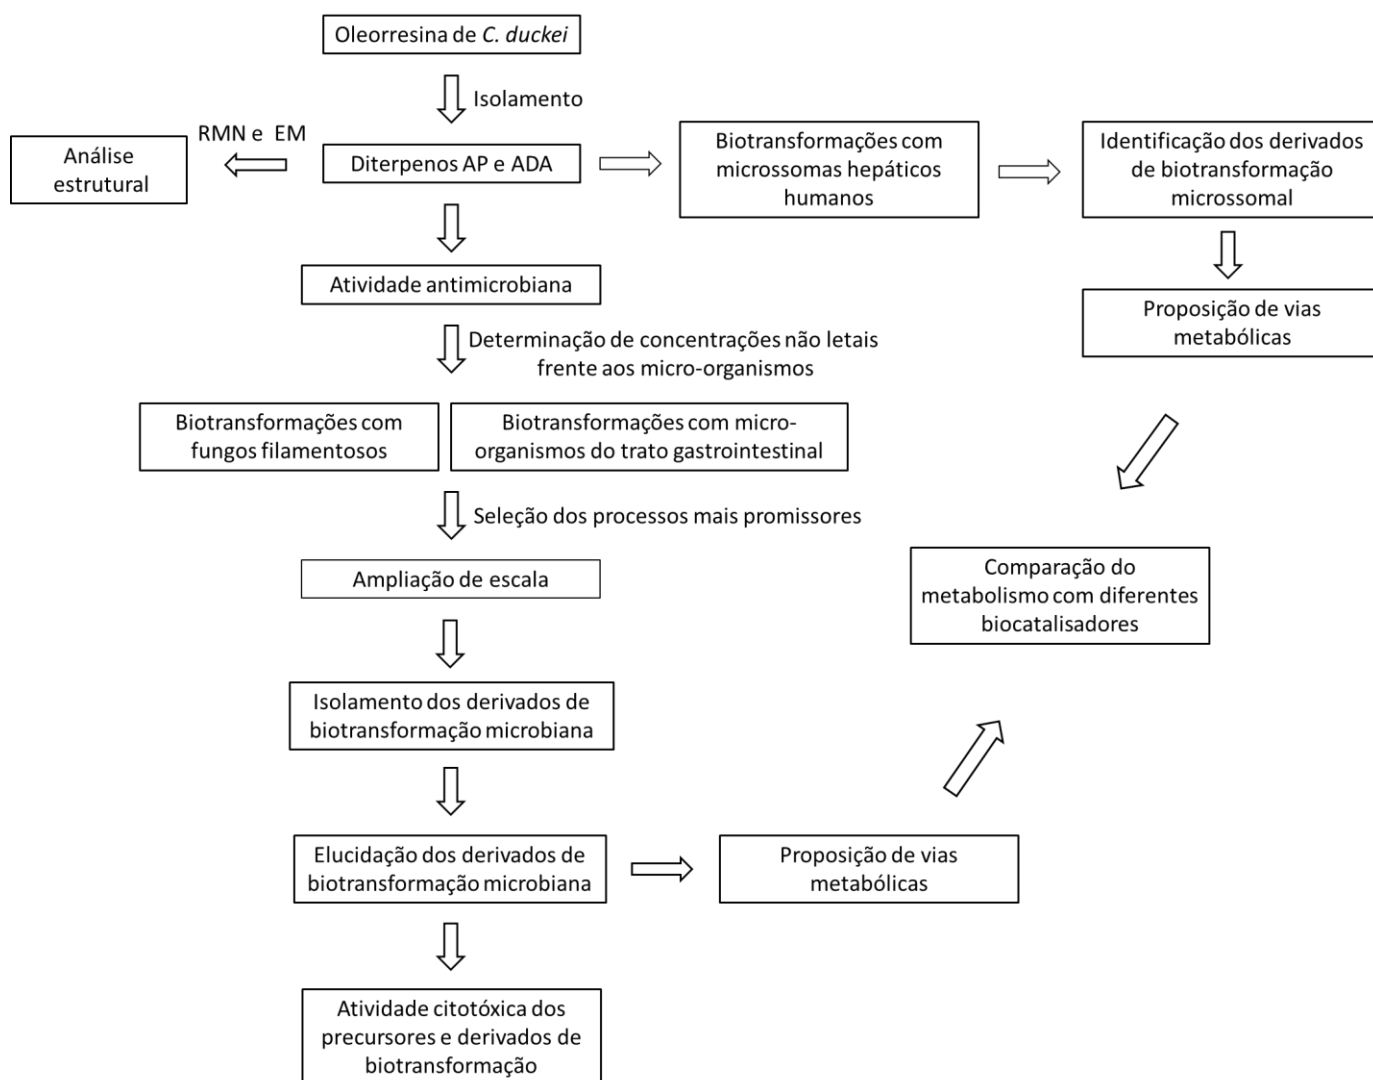 Oleorresina de C. duckei
Isolamento
RMN e EM
Análise
estrutural
Diterpenos AP e ADA
Biotransformações com
microssomas hepáticos
humanos
Identificação dos derivados
de biotransformação
microssomal
Atividade antimicrobiana
Proposição de vias
metabólicas
Determinação de concentrações não letais
frente aos micro-organismos
Biotransformações com
fungos filamentosos
Biotransformações com micro-
organismos do trato gastrointestinal
Seleção dos processos mais promissores
Ampliação de escala
Comparação do
metabolismo com diferentes
biocatalisadores
Isolamento dos derivados de
biotransformação microbiana
Elucidação dos derivados de
biotransformação microbiana
Proposição de vias
metabólicas
Atividade citotóxica dos
precursores e derivados de
biotransformação